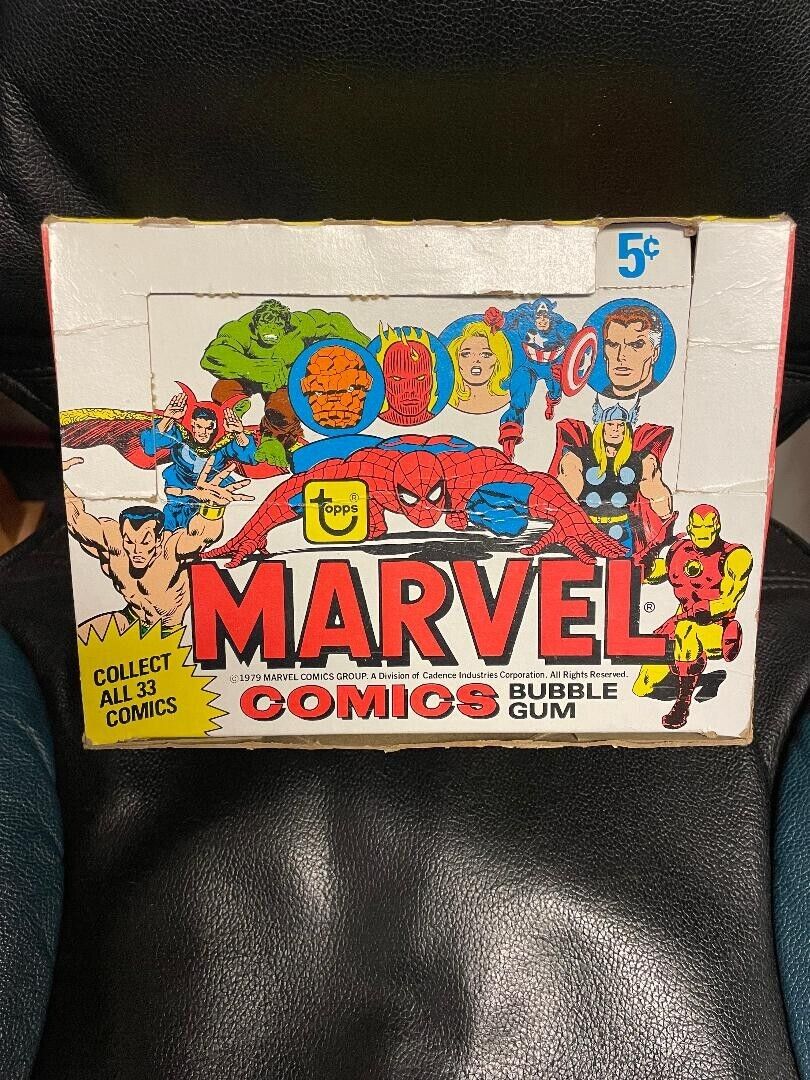 5¢
topps®
MARVEL®
©1979 MARVEL COMICS GROUP. A Division of Cadence Industries Corporation. All Rights Reserved.
COLLECT
ALL 33
COMICS
COMICS BUBBLE
GUM